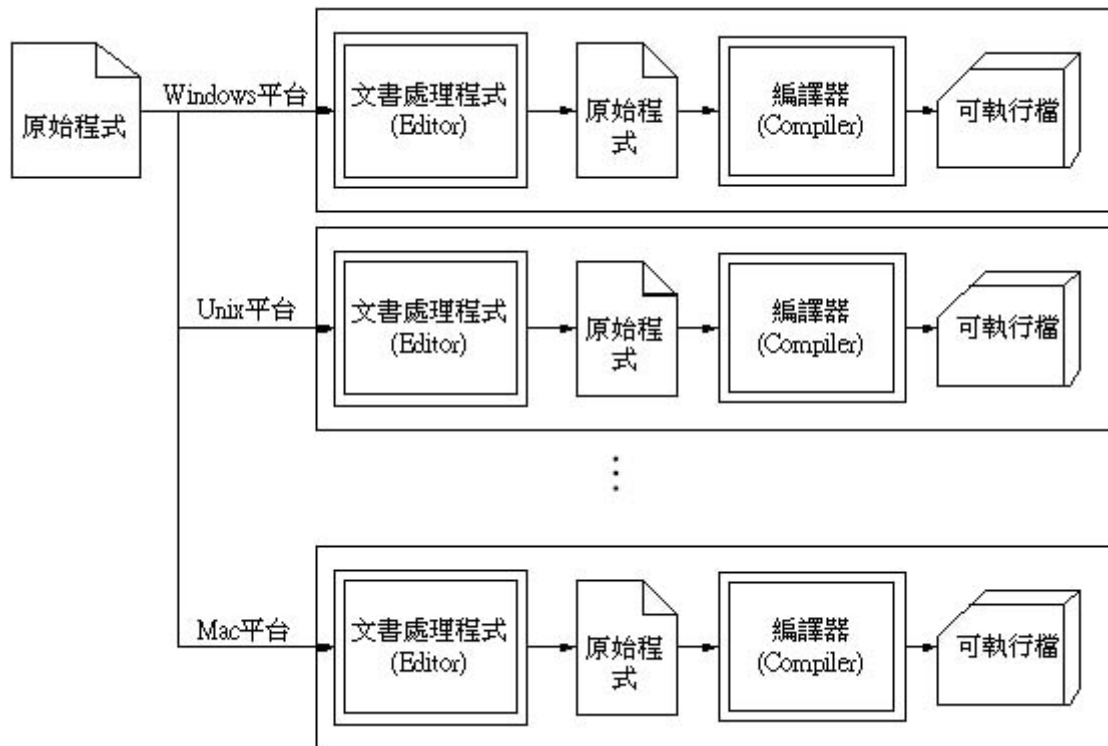 原始程式
Windows平台
文書處理程式
(Editor)
原始程
式
編譯器
(Compiler)
可執行檔
Unix平台
文書處理程式
(Editor)
原始程
式
編譯器
(Compiler)
可執行檔
Mac平台
文書處理程式
(Editor)
原始程
式
編譯器
(Compiler)
可執行檔